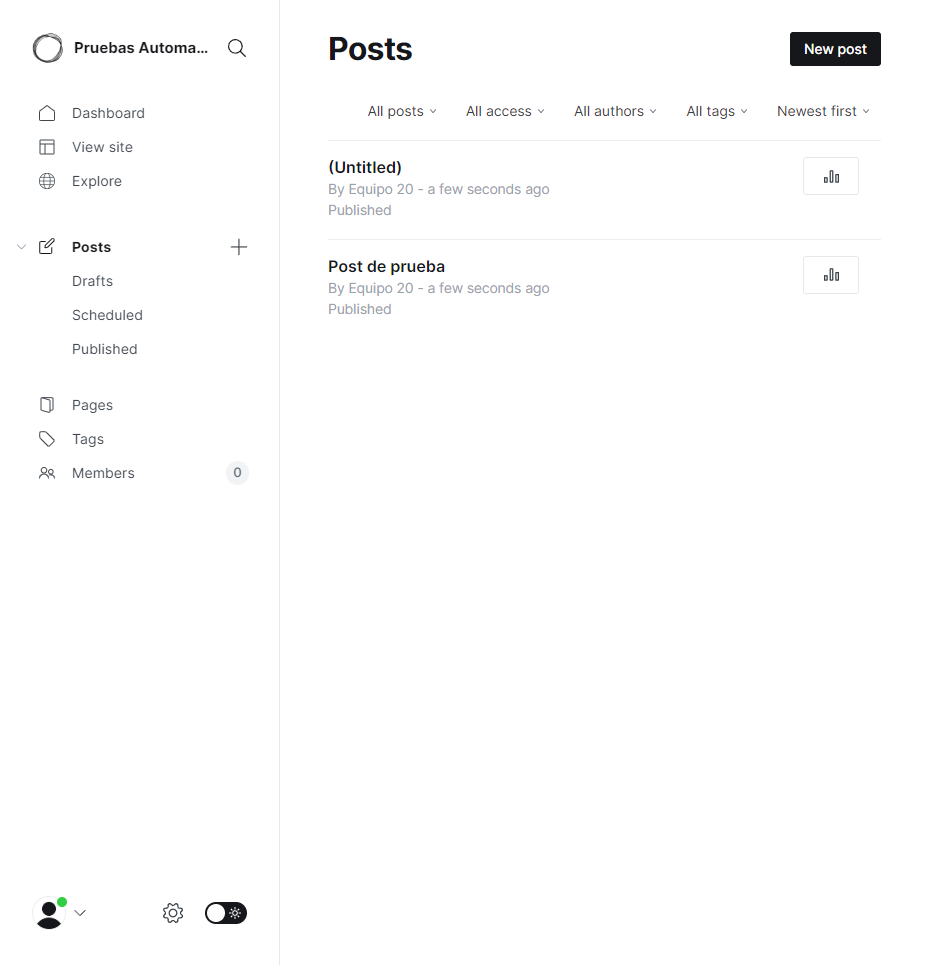 Pruebas Automa...
Dashboard
View site
Explore
Posts
Drafts
Scheduled
Published
Pages
Tags
Members 0
Posts
New post
All posts All access All authors All tags Newest first
(Untitled)
By Equipo 20 - a few seconds ago
Published
Post de prueba
By Equipo 20 - a few seconds ago
Published